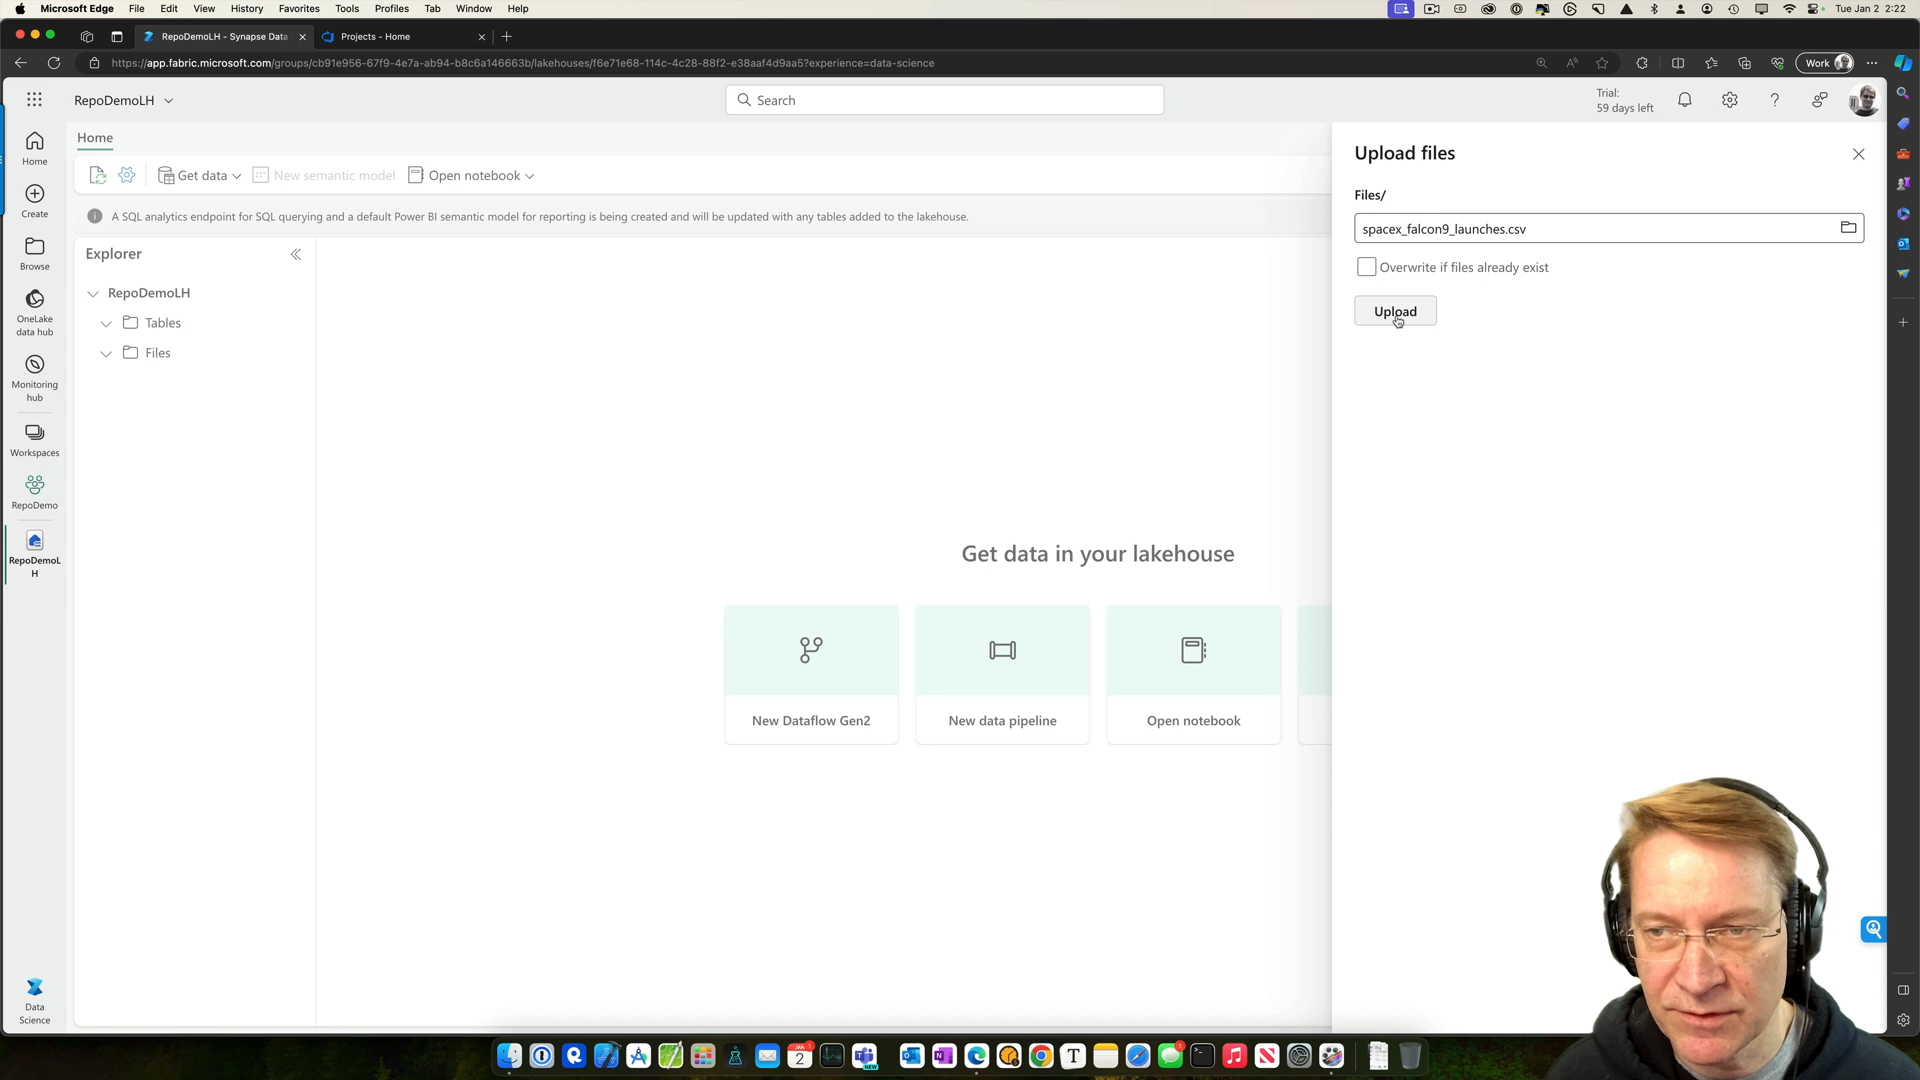 Microsoft Edge File Edit View History Favorites Tools Profiles Tab Window Help
Tue Jan 2 2:22
RepoDemoLH - Synapse Data
Projects - Home
https://app.fabric.microsoft.com/groups/cb91e956-67f9-4e7a-ab94-b8c6a146663b/lakehouses/f6e71e68-114c-4c28-88f2-e38aaf4d9aa5?experience=data-science
Work
RepoDemoLH
Search
Trial:
59 days left
Home
Create
Browse
OneLake
data hub
Monitoring
hub
Workspaces
RepoDemo
RepoDemoL
H
Data
Science
Home
Get data
New semantic model
Open notebook
A SQL analytics endpoint for SQL querying and a default Power BI semantic model for reporting is being created and will be updated with any tables added to the lakehouse.
Explorer
RepoDemoLH
Tables
Files
Get data in your lakehouse
New Dataflow Gen2
New data pipeline
Open notebook
Upload files
Files/
spacex_falcon9_launches.csv
Overwrite if files already exist
Upload
JAN
2
1
NEW
1